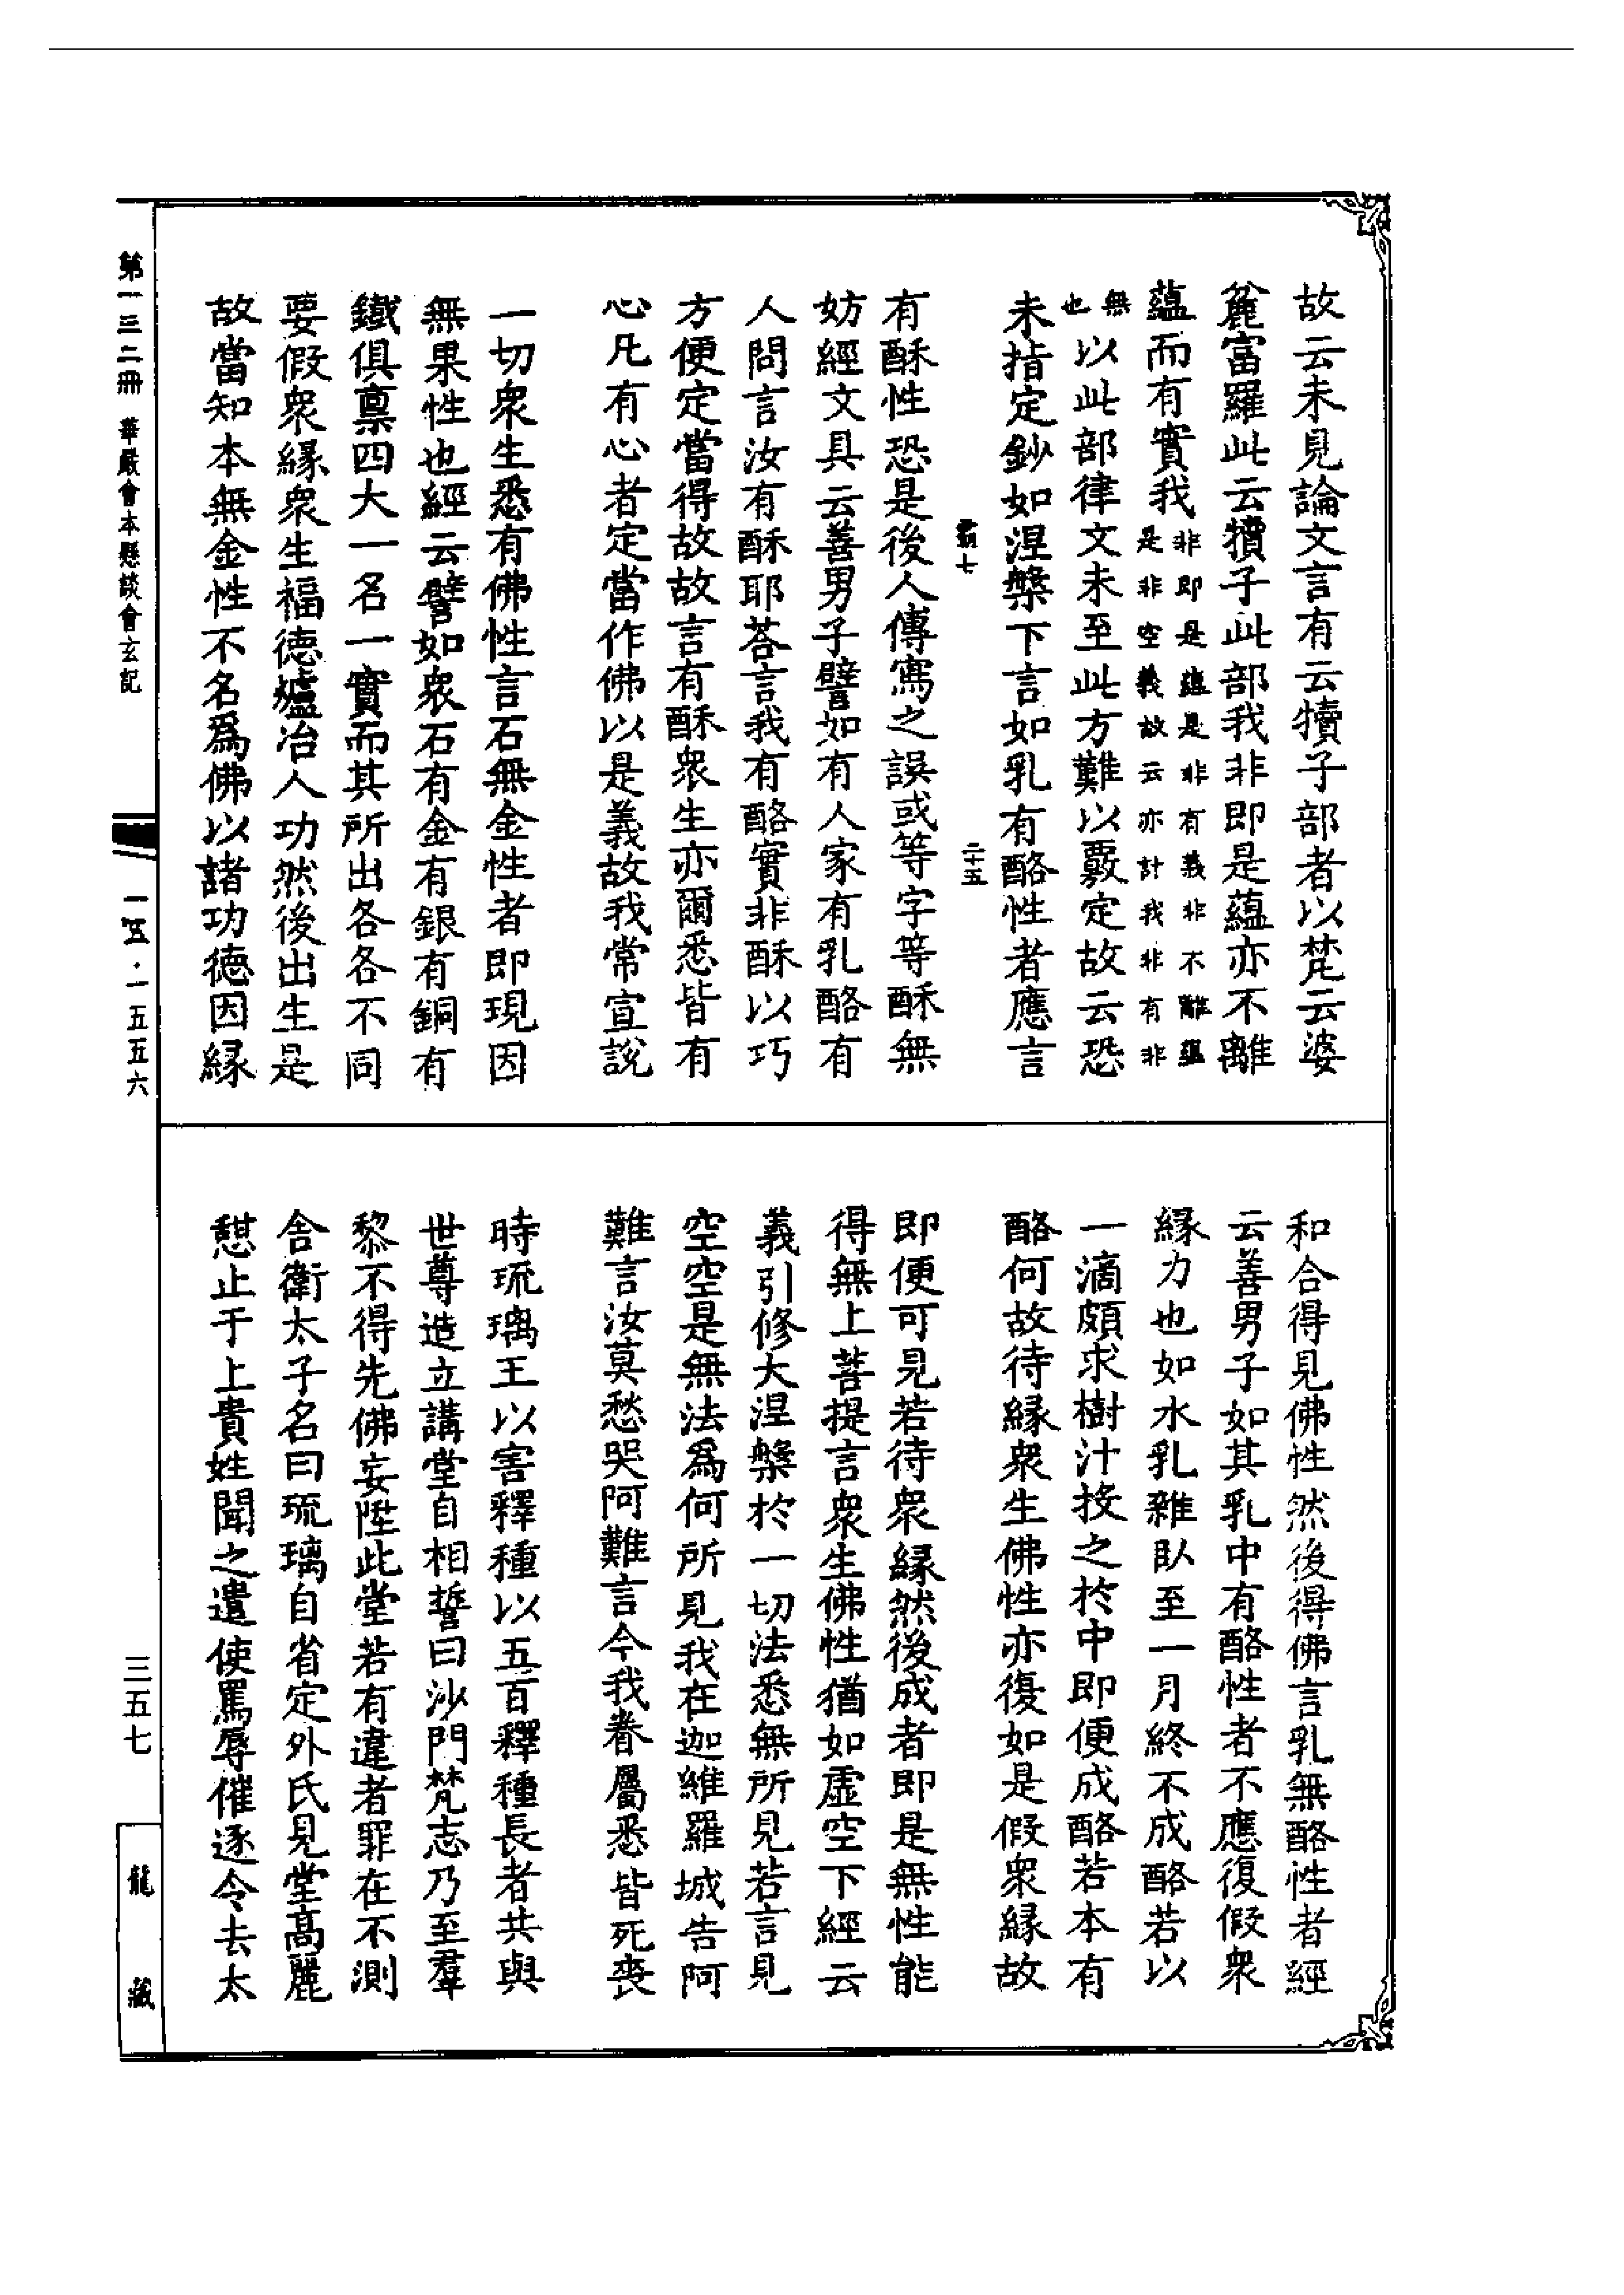 故云未見論文言有云犢子部者以梵云婆
麤富羅此云犢子此部我非即是蘊亦不離
蘊而有實我非即是蘊是非有義非不離蘊
是非空義故云亦計我非有非
無
也以此部律文未至此方難以覈定故云恐
未指定鈔如涅槃下言如乳有酪性者應言
霸七 二十五
有酥性恐是後人傳寫之誤或等字等酥無
妨經文具云善男子譬如有人家有乳酪有
人問言汝有酥耶荅言我有酪實非酥以巧
方便定當得故故言有酥衆生亦爾悉皆有
心凡有心者定當作佛以是義故我常宣說
一切衆生悉有佛性言石無金性者即現因
無果性也經云譬如衆石有金有銀有銅有
鐵俱稟四大一名一實而其所出各各不同
要假衆緣衆生福德爐冶人功然後出生是
故當知本無金性不名爲佛以諸功德因緣
和合得見佛性然後得佛言乳無酪性者經
云善男子如其乳中有酪性者不應復假衆
緣力也如水乳雜臥至一月終不成酪若以
一滴頗求樹汁投之於中即便成酪若本有
酪何故待緣衆生佛性亦復如是假衆緣故
即便可見若待衆緣然後成者即是無性能
得無上菩提言衆生佛性猶如虛空下經云
義引修大涅槃於一切法悉無所見若言見
空空是無法爲何所見我在迦維羅城告阿
難言汝莫愁哭阿難言今我眷屬悉皆死喪
時琉璃王以害釋種以五百釋種長者共與
世尊造立講堂自相誓曰沙門梵志乃至羣
黎不得先佛妄陞此堂若有違者罪在不測
舍衛太子名曰琉璃自省定外氏見堂高麗
憇止于上貴姓聞之遣使罵辱催逐令去太
第一三二冊 華嚴會本懸談會玄記
一五·一五五六
三五七
龍藏